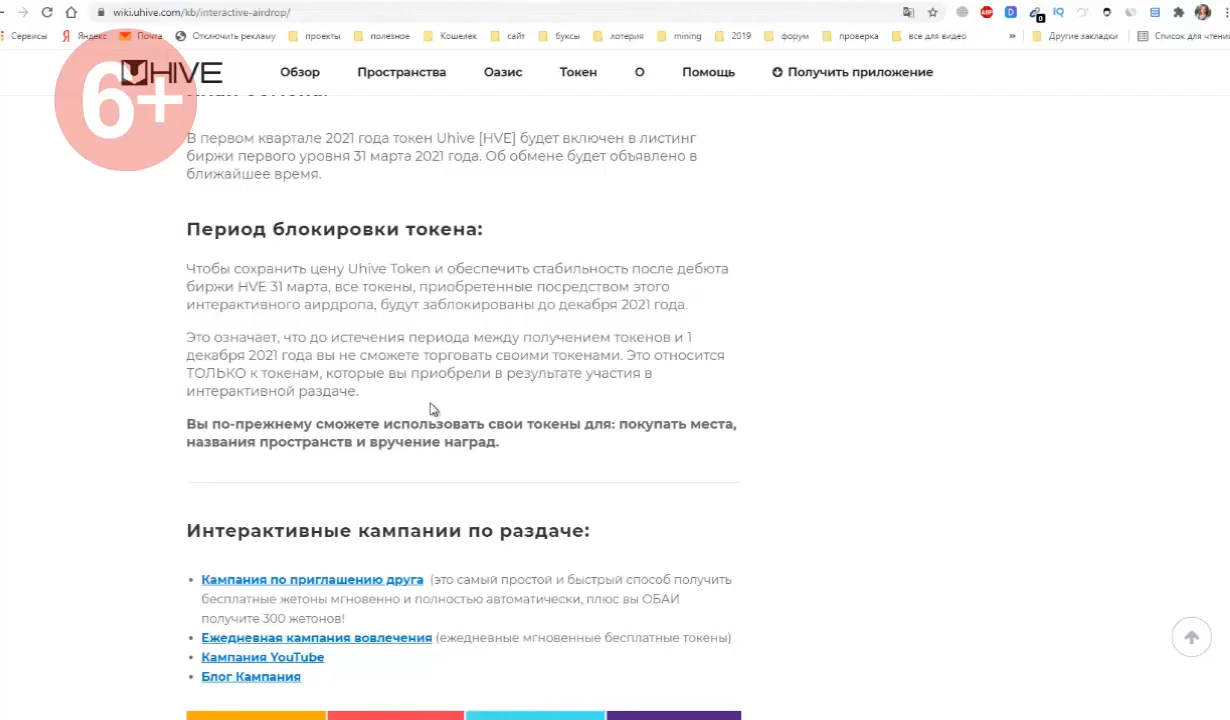 wiki.uhive.com/kb/interactive-airdrop/
Сервисы Яндекс Почта Отключить рекламу проекты полезное Кошелек сайт буксы лотерия mining 2019 форум проверка все для видео » Другие закладки Список для чтения
UHIVE Обзор Пространства Оазис Токен О Помощь Получить приложение
6+
В первом квартале 2021 года токен Uhive [HVE] будет включен в листинг
биржи первого уровня 31 марта 2021 года. Об обмене будет объявлено в
ближайшее время.
Период блокировки токена:
Чтобы сохранить цену Uhive Token и обеспечить стабильность после дебюта
биржи HVE 31 марта, все токены, приобретенные посредством этого
интерактивного аирдропа, будут заблокированы до декабря 2021 года.
Это означает, что до истечения периода между получением токенов и 1
декабря 2021 года вы не сможете торговать своими токенами. Это относится
ТОЛЬКО к токенам, которые вы приобрели в результате участия в
интерактивной раздаче.
Вы по-прежнему сможете использовать свои токены для: покупать места,
названия пространств и вручение наград.
Интерактивные кампании по раздаче:
• Кампания по приглашению друга (это самый простой и быстрый способ получить
бесплатные жетоны мгновенно и полностью автоматически, плюс вы ОБАИ
получите 300 жетонов!
• Ежедневная кампания вовлечения (ежедневные мгновенные бесплатные токены)
• Кампания YouTube
• Блог Кампания